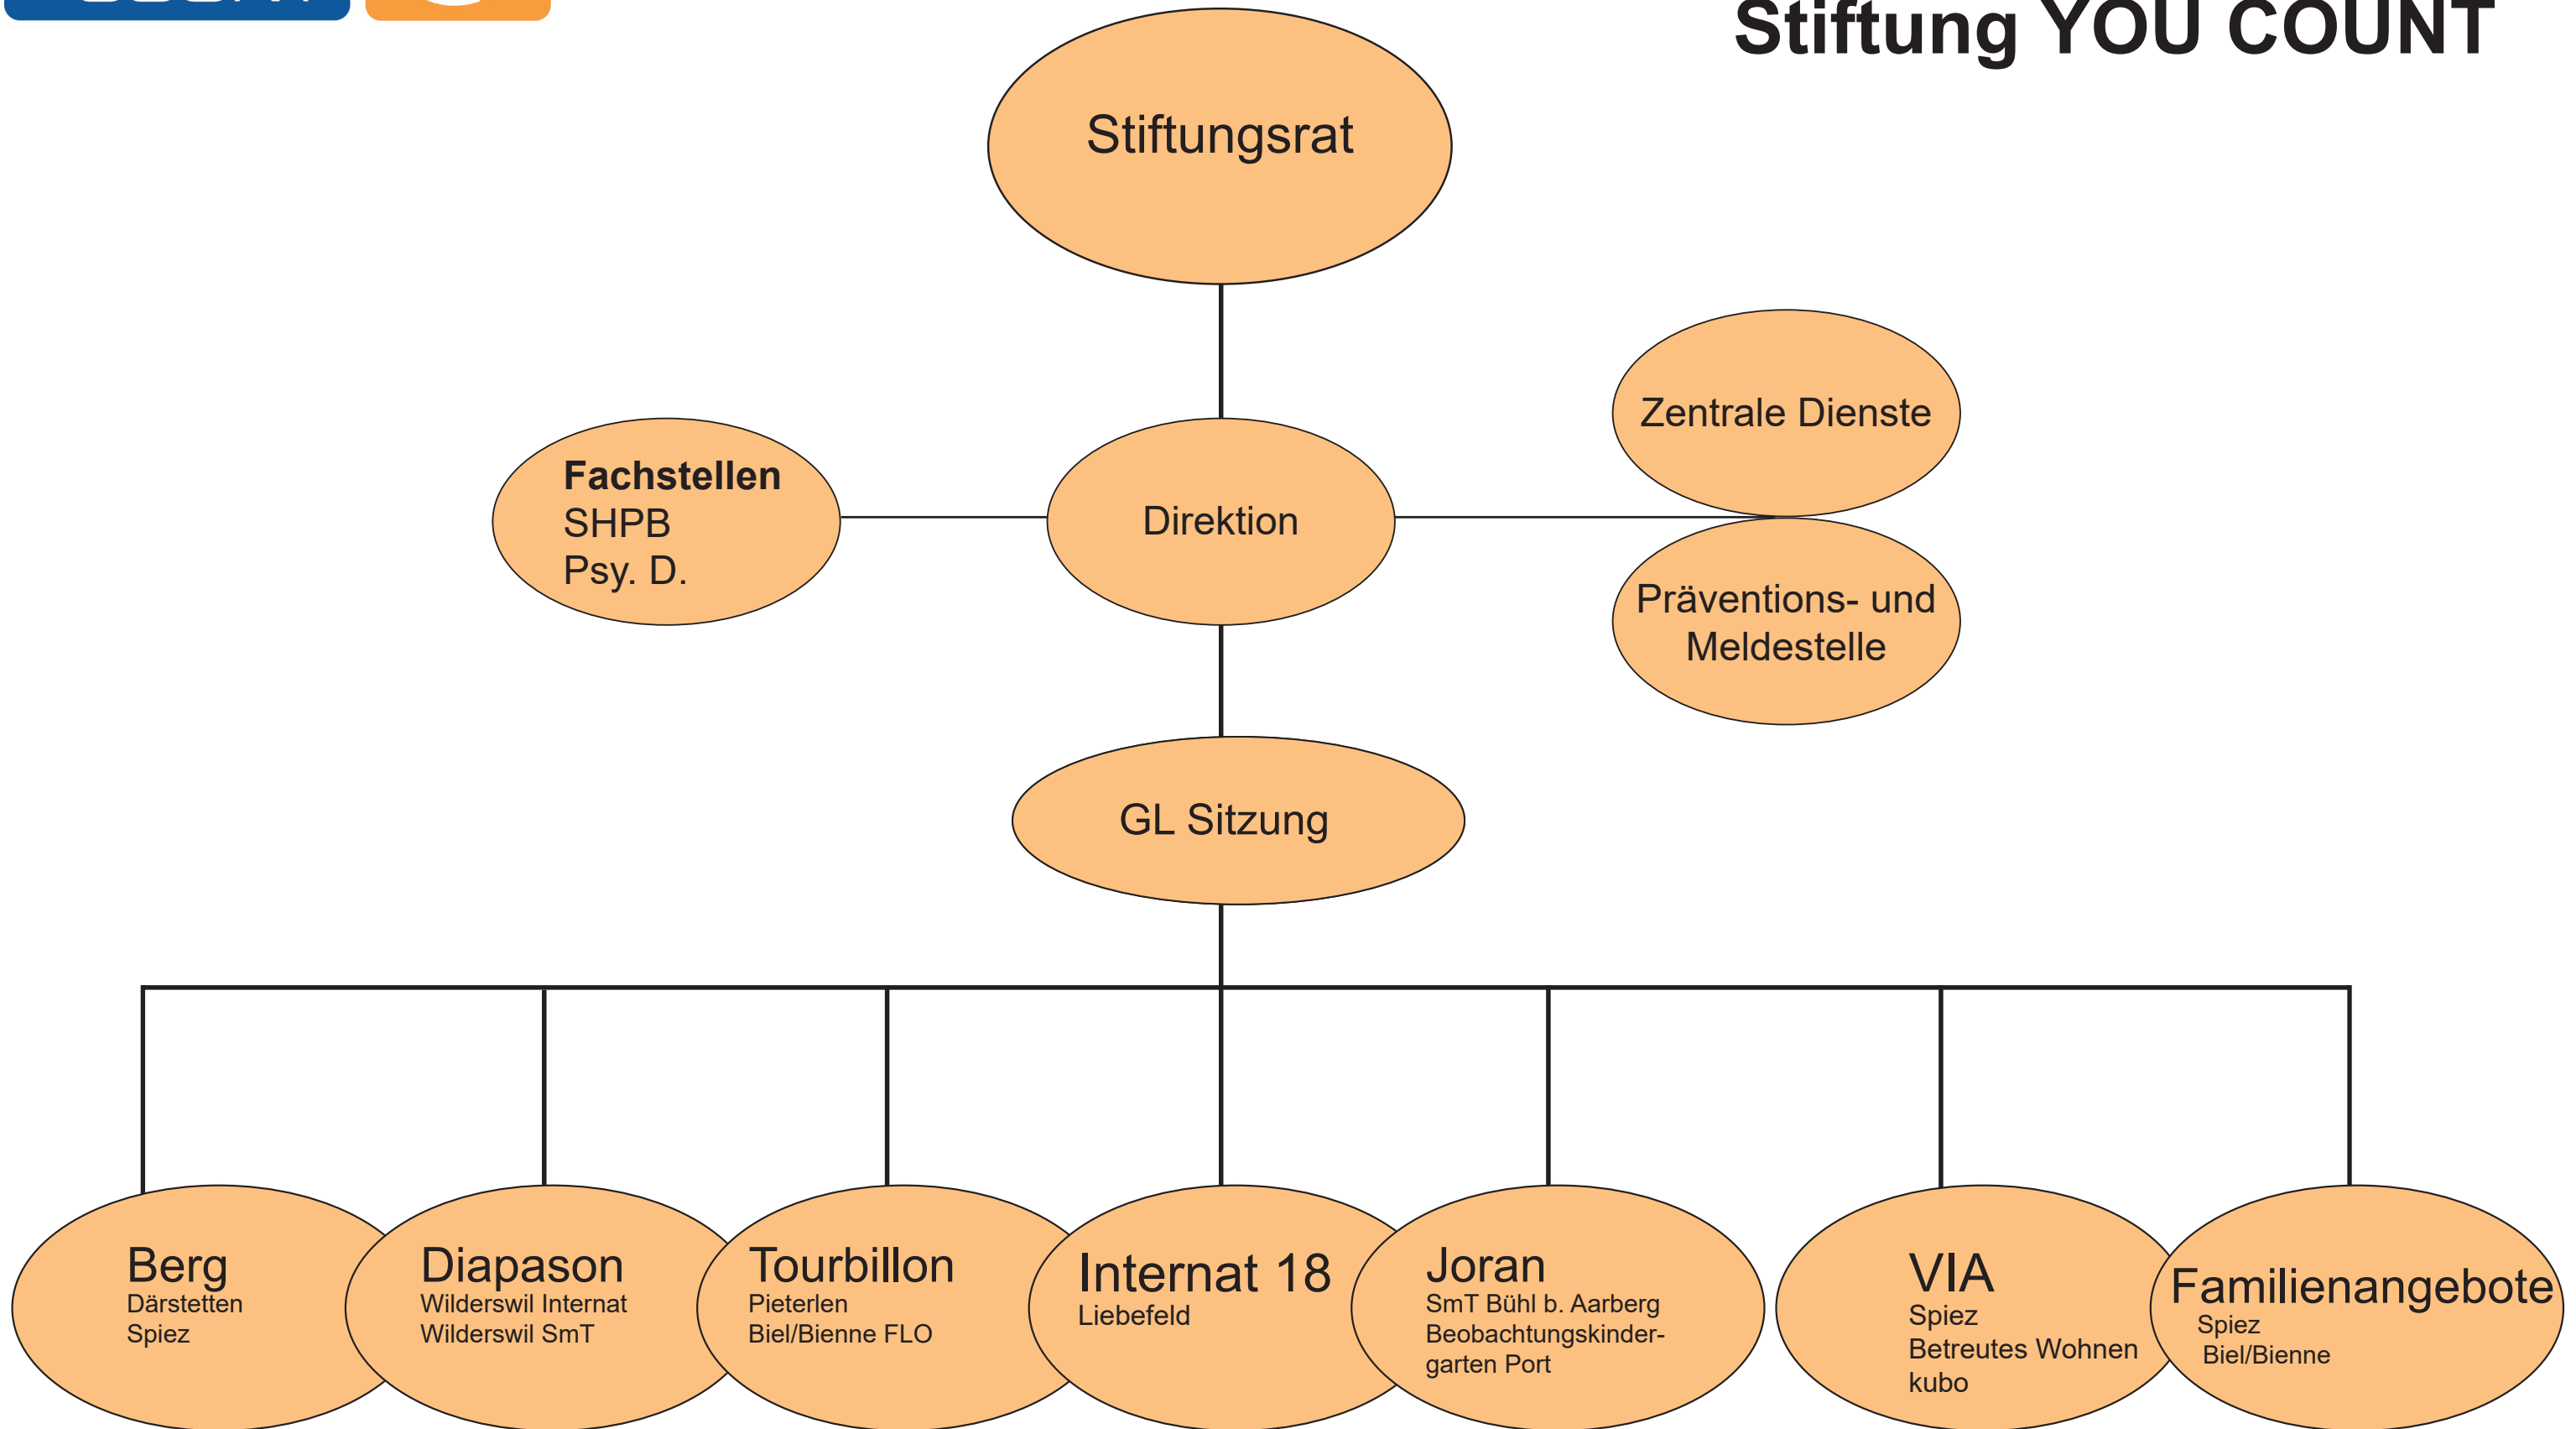 Stiftung YOU COUNT
Stiftungsrat
Zentrale Dienste
Fachstellen
SHPB
Psy. D.
Direktion
Präventions- und
Meldestelle
GL Sitzung
Berg
Därstetten
Spiez
Diapason
Wilderswil Internat
Wilderswil SmT
Tourbillon
Pieterlen
Biel/Bienne FLO
Internat 18
Liebefeld
Joran
SmT Bühl b. Aarberg
Beobachtungskinder-
garten Port
VIA
Spiez
Betreutes Wohnen
kubo
Familienangebote
Spiez
Biel/Bienne